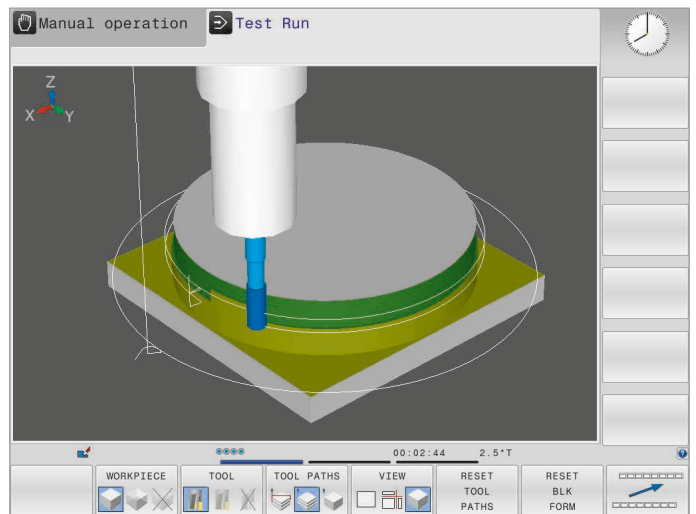 Manual operation
Test Run
Z
X
Y
00:02:44
2.5*T
WORKPIECE
TOOL
TOOL PATHS
VIEW
RESET
TOOL
PATHS
RESET
BLK
FORM